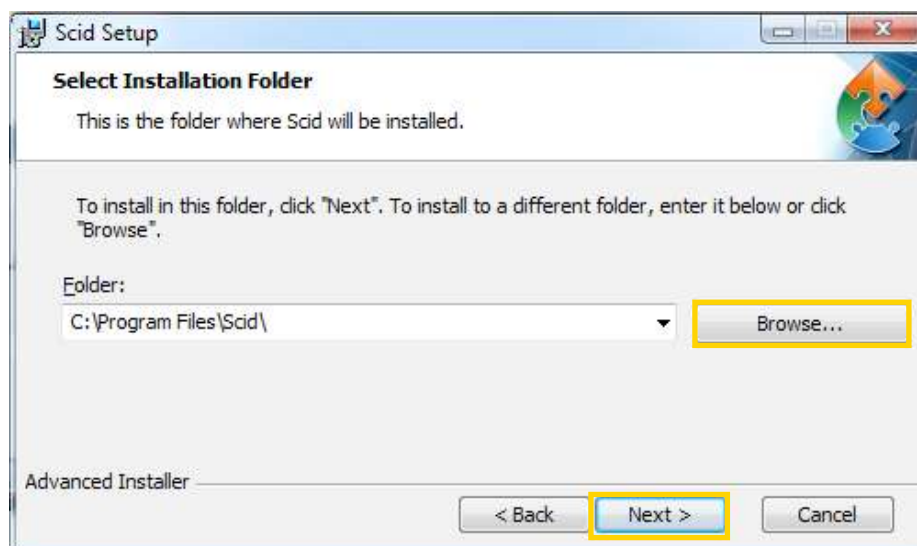 Scid Setup
Select Installation Folder
This is the folder where Scid will be installed.
To install in this folder, click "Next". To install to a different folder, enter it below or click
"Browse".
Folder:
C:\Program Files\Scid\
Browse...
Advanced Installer
< Back
Next >
Cancel